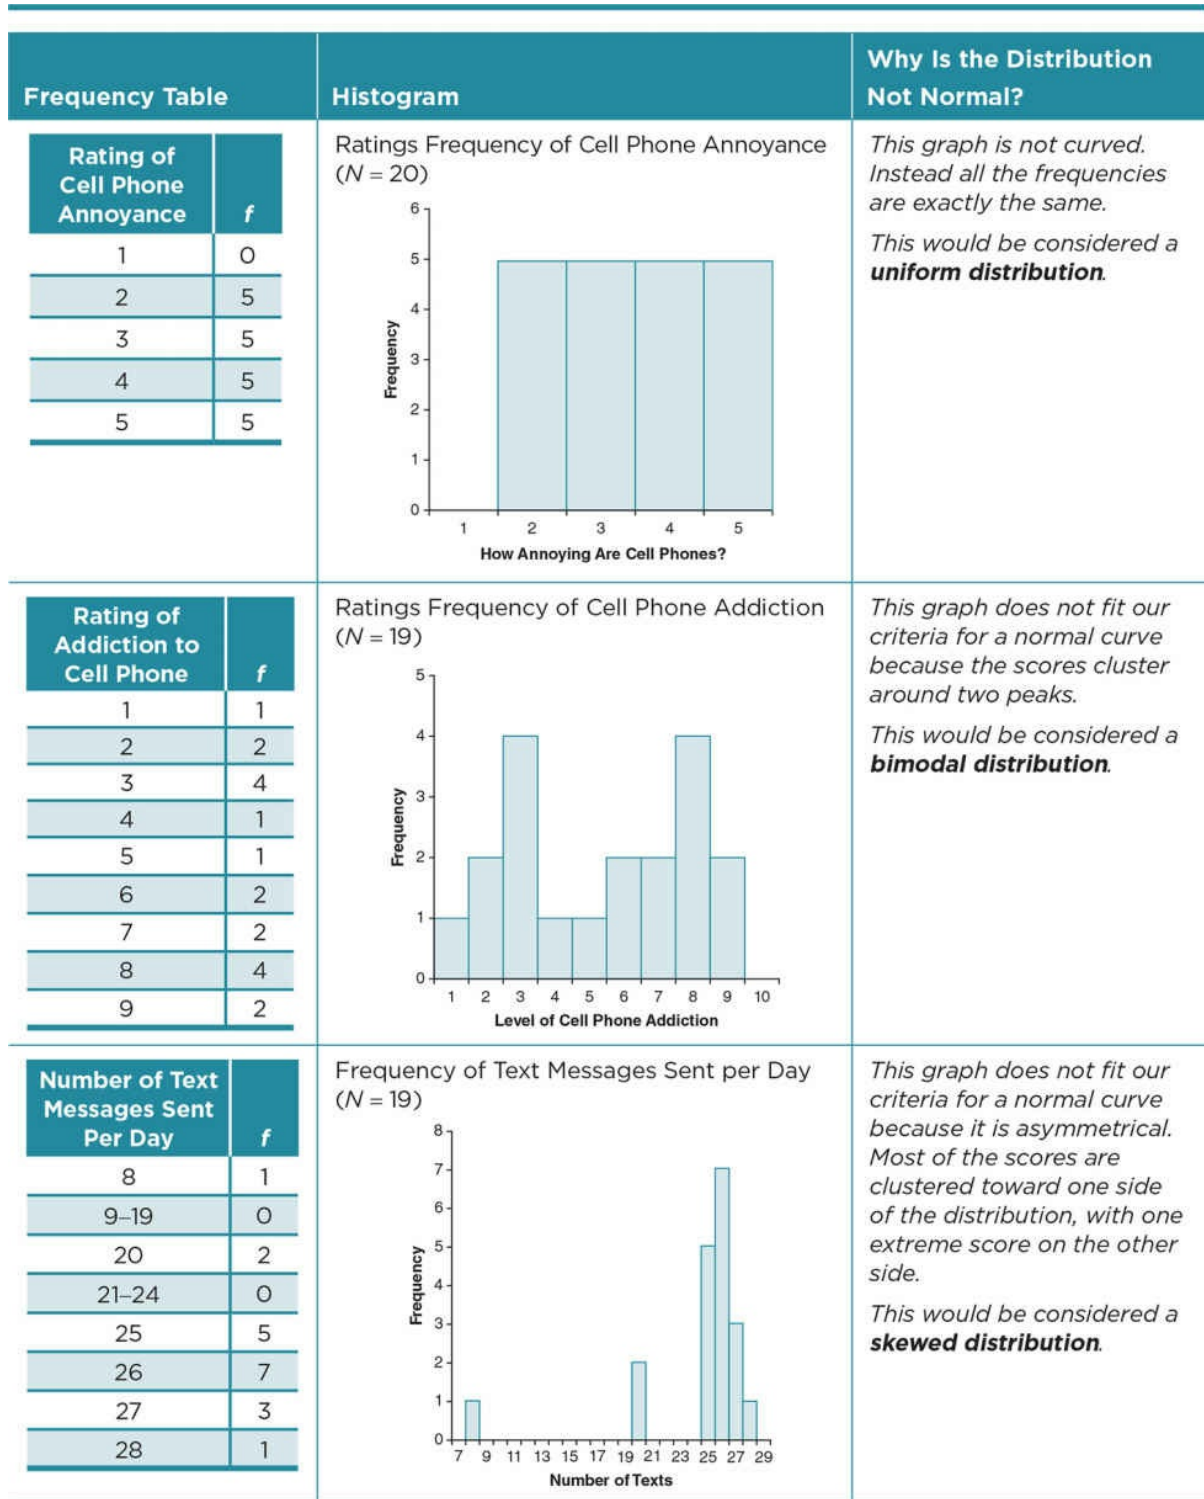 Frequency Table
Histogram
Why Is the Distribution
Not Normal?
Rating of
Cell Phone
Annoyance f
1 0
2 5
3 5
4 5
5 5
Ratings Frequency of Cell Phone Annoyance
(N = 20)
6
5
4
3
2
1
0
Frequency
1 2 3 4 5
How Annoying Are Cell Phones?
This graph is not curved.
Instead all the frequencies
are exactly the same.
This would be considered a
uniform distribution.
Rating of
Addiction to
Cell Phone f
1 1
2 2
3 4
4 1
5 1
6 2
7 2
8 4
9 2
Ratings Frequency of Cell Phone Addiction
(N = 19)
5
4
3
2
1
0
Frequency
1 2 3 4 5 6 7 8 9 10
Level of Cell Phone Addiction
This graph does not fit our
criteria for a normal curve
because the scores cluster
around two peaks.
This would be considered a
bimodal distribution.
Number of Text
Messages Sent
Per Day f
8 1
9–19 0
20 2
21–24 0
25 5
26 7
27 3
28 1
Frequency of Text Messages Sent per Day
(N = 19)
8
7
6
5
4
3
2
1
0
Frequency
7 9 11 13 15 17 19 21 23 25 27 29
Number of Texts
This graph does not fit our
criteria for a normal curve
because it is asymmetrical.
Most of the scores are
clustered toward one side
of the distribution, with one
extreme score on the other
side.
This would be considered a
skewed distribution.